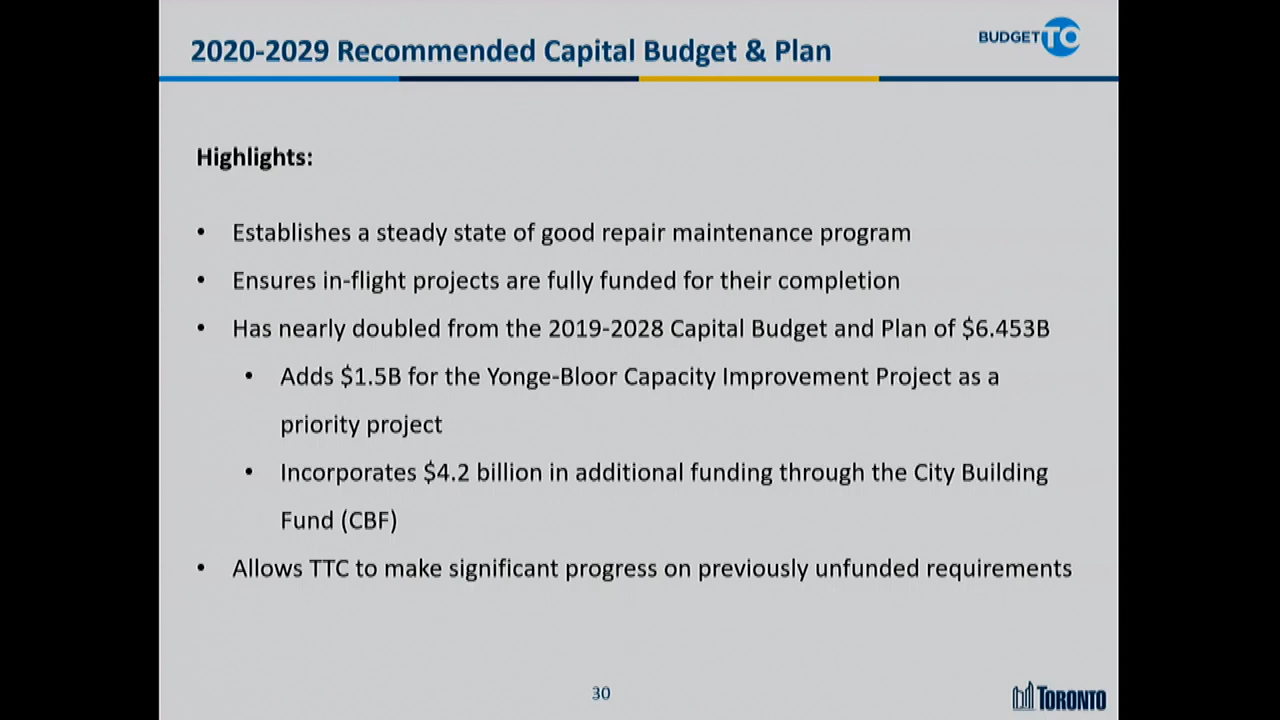 2020-2029 Recommended Capital Budget & Plan
BUDGETTO
Highlights:
• Establishes a steady state of good repair maintenance program
• Ensures in-flight projects are fully funded for their completion
• Has nearly doubled from the 2019-2028 Capital Budget and Plan of $6.453B
• Adds $1.5B for the Yonge-Bloor Capacity Improvement Project as a
priority project
• Incorporates $4.2 billion in additional funding through the City Building
Fund (CBF)
• Allows TTC to make significant progress on previously unfunded requirements
30
TORONTO